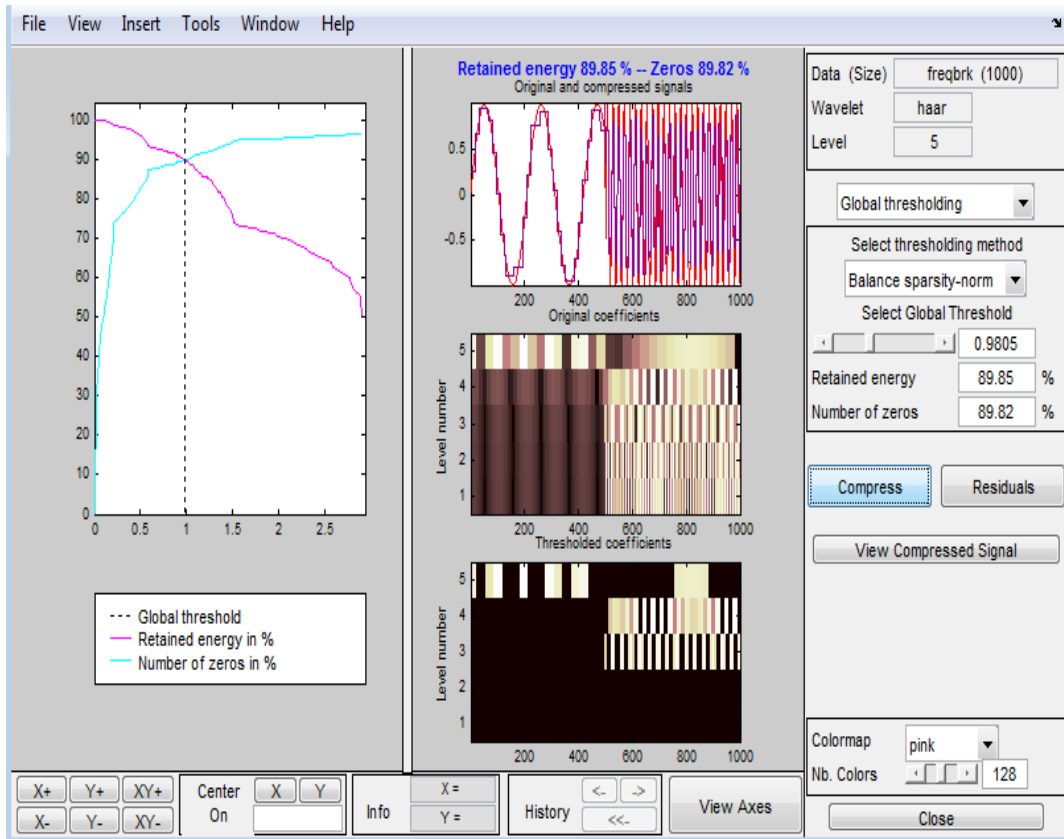 File View Insert Tools Window Help
100
90
80
70
60
50
40
30
20
10
0
0 0.5 1 1.5 2 2.5
Global threshold
Retained energy in %
Number of zeros in %
Retained energy 89.85 % -- Zeros 89.82 %
Original and compressed signals
0.5
0
-0.5
200 400 600 800 1000
Original coefficients
Level number
5
4
3
2
1
200 400 600 800 1000
Thresholded coefficients
Level number
5
4
3
2
1
200 400 600 800 1000
Data (Size) freqbrk (1000)
Wavelet haar
Level 5
Global thresholding
Select thresholding method
Balance sparsity-norm
Select Global Threshold
0.9805
Retained energy 89.85 %
Number of zeros 89.82 %
Compress Residuals
View Compressed Signal
Colormap pink
Nb. Colors 128
Close
X+ Y+ XY+
X- Y- XY-
Center On X Y
Info X =
Y =
History <- ->
<<-
View Axes